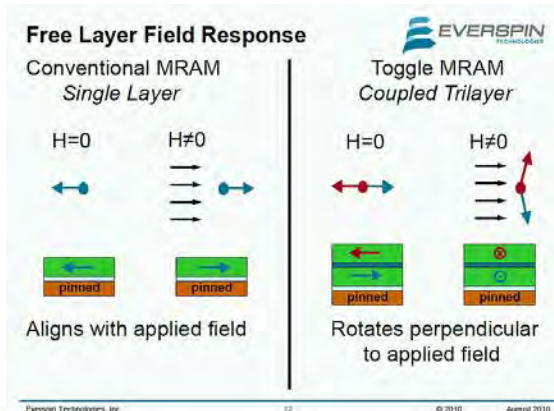 Free Layer Field Response
EVERSPIN
TECHNOLOGIES
Conventional MRAM
Single Layer
H=0
H≠0
pinned
pinned
Aligns with applied field
Toggle MRAM
Coupled Trilayer
H=0
H≠0
pinned
pinned
Rotates perpendicular
to applied field
Everspin Technologies, Inc.
12
© 2010
August 2010